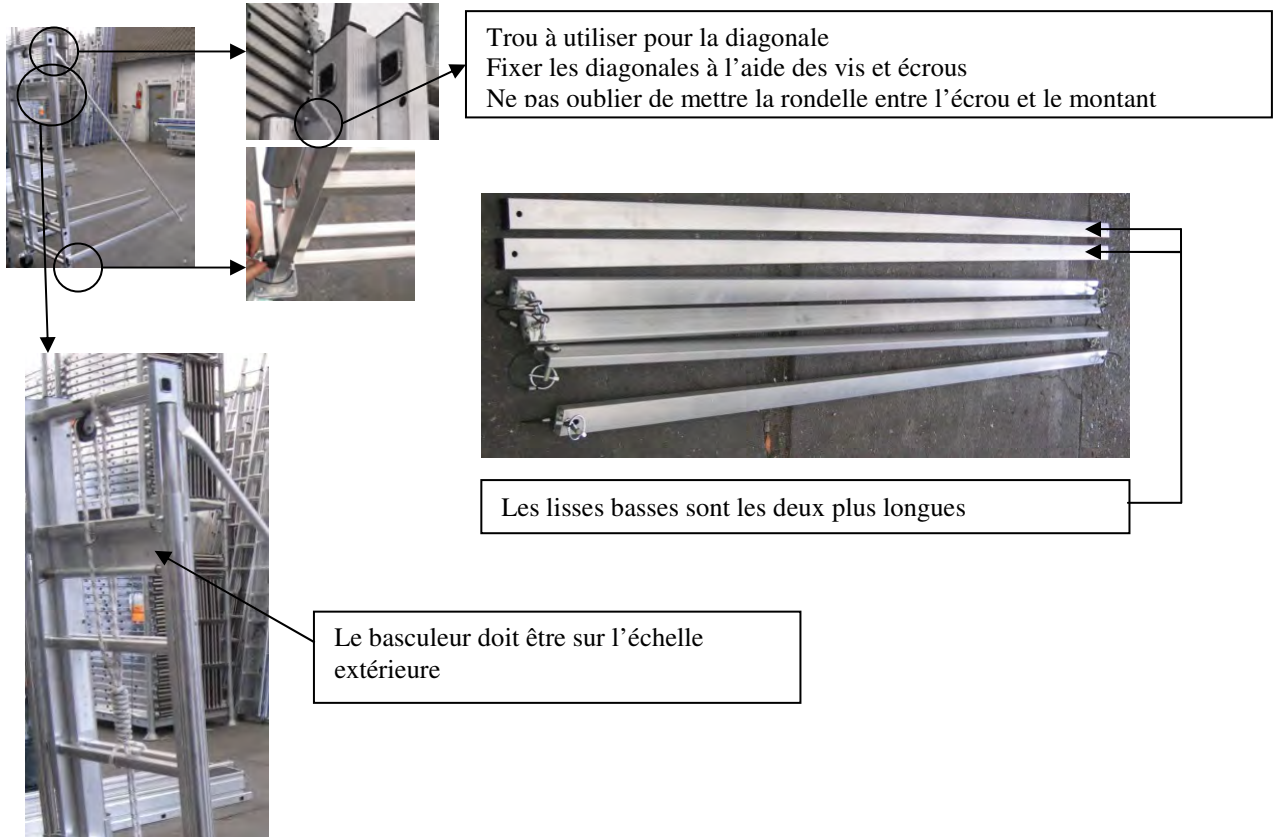 Trou à utiliser pour la diagonale
Fixer les diagonales à l’aide des vis et écrous
Ne pas oublier de mettre la rondelle entre l’écrou et le montant
Les lisses basses sont les deux plus longues
Le basculeur doit être sur l’échelle
extérieure